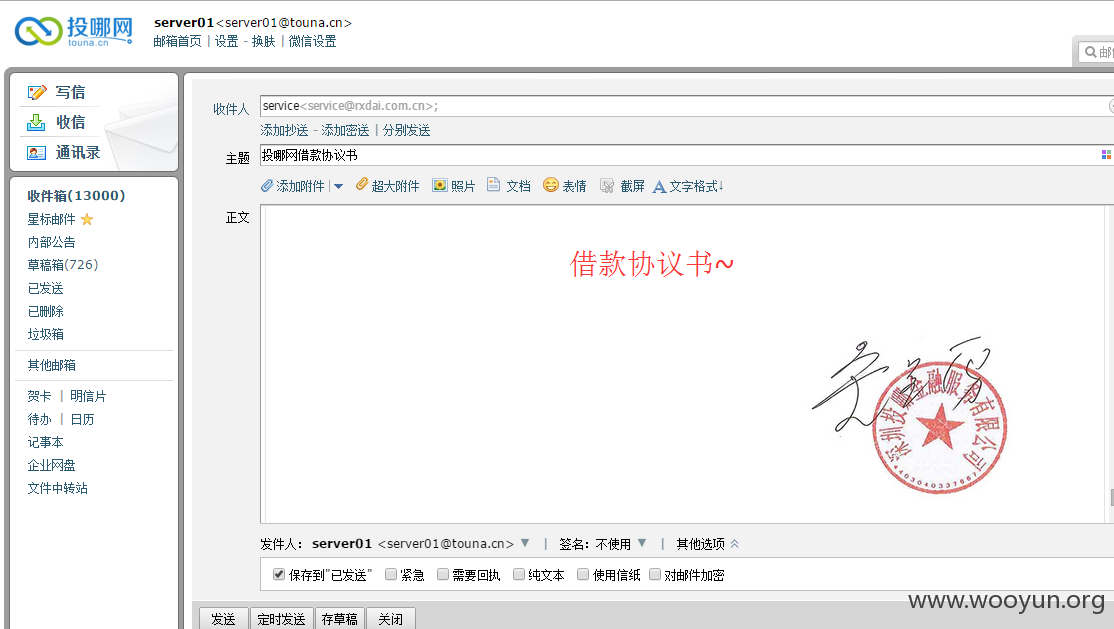 投哪网
touna.cn
server01<server01@touna.cn>
邮箱首页 | 设置 - 换肤 | 微信设置
写信
收信
通讯录
收件箱(13000)
星标邮件
内部公告
草稿箱(726)
已发送
已删除
垃圾箱
其他邮箱
贺卡 | 明信片
待办 | 日历
记事本
企业网盘
文件中转站
收件人 service<service@rxdai.com.cn>;
添加抄送 - 添加密送 | 分别发送
主题 投哪网借款协议书
添加附件 | 超大附件 照片 文档 表情 截屏 A 文字格式↓
正文
借款协议书~
深圳投哪金融服务有限公司
发件人: server01 <server01@touna.cn> | 签名: 不使用 | 其他选项
保存到"已发送" 紧急 需要回执 纯文本 使用信纸 对邮件加密
发送 定时发送 存草稿 关闭
www.wooyun.org